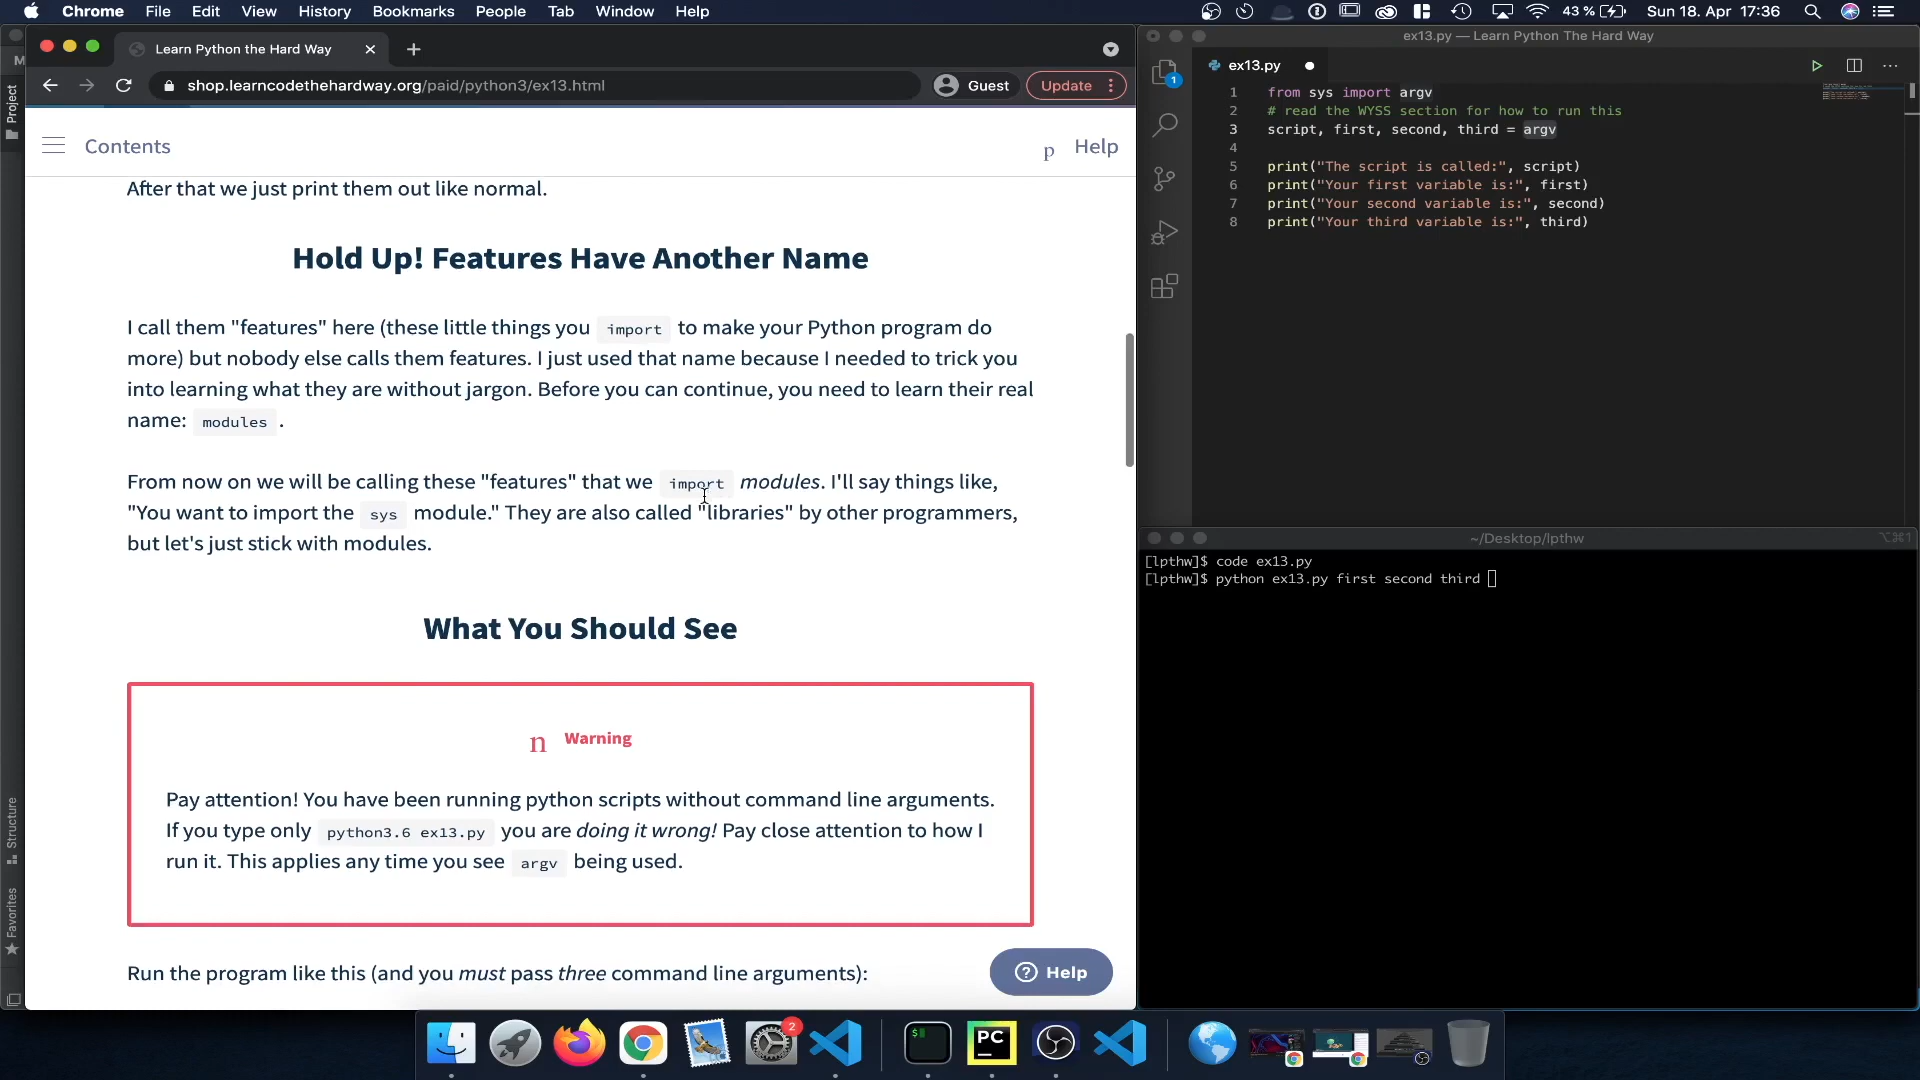 Chrome File Edit View History Bookmarks People Tab Window Help
43 % Sun 18. Apr 17:36
Learn Python the Hard Way
shop.learncodethehardway.org/paid/python3/ex13.html
Guest
Update
Project
Structure
Favorites
Contents
p Help
After that we just print them out like normal.
Hold Up! Features Have Another Name
I call them "features" here (these little things you import to make your Python program do
more) but nobody else calls them features. I just used that name because I needed to trick you
into learning what they are without jargon. Before you can continue, you need to learn their real
name: modules .
From now on we will be calling these "features" that we import modules. I'll say things like,
"You want to import the sys module." They are also called "libraries" by other programmers,
but let's just stick with modules.
What You Should See
n Warning
Pay attention! You have been running python scripts without command line arguments.
If you type only python3.6 ex13.py you are doing it wrong! Pay close attention to how I
run it. This applies any time you see argv being used.
Run the program like this (and you must pass three command line arguments):
Help
ex13.py — Learn Python The Hard Way
1
ex13.py
1 from sys import argv
2 # read the WYSS section for how to run this
3 script, first, second, third = argv
4
5 print("The script is called:", script)
6 print("Your first variable is:", first)
7 print("Your second variable is:", second)
8 print("Your third variable is:", third)
~/Desktop/lpthw
⌥⌘1
[lpthw]$ code ex13.py
[lpthw]$ python ex13.py first second third
2
$
PC